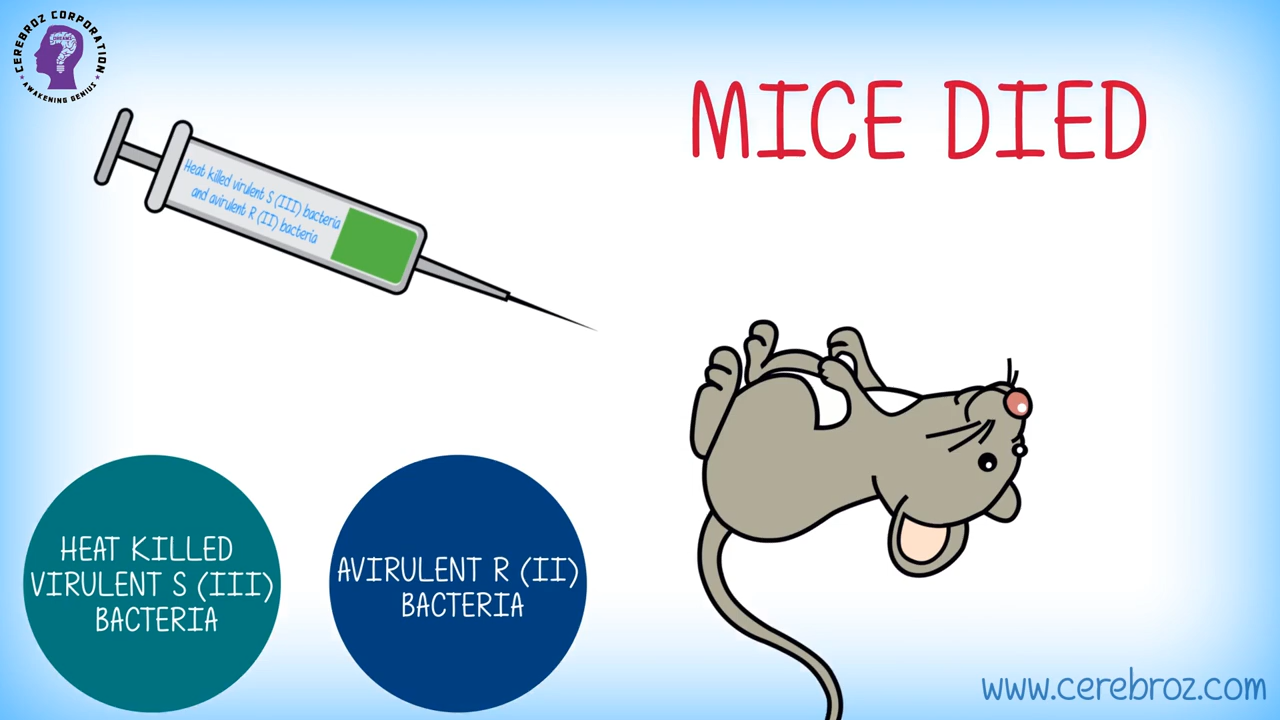 CEREBROZ CORPORATION
AWAKENING GENIUS
MICE DIED
Heat killed virulent S (III) bacteria
and avirulent R (II) bacteria
HEAT KILLED
VIRULENT S (III)
BACTERIA
AVIRULENT R (II)
BACTERIA
www.cerebroz.com